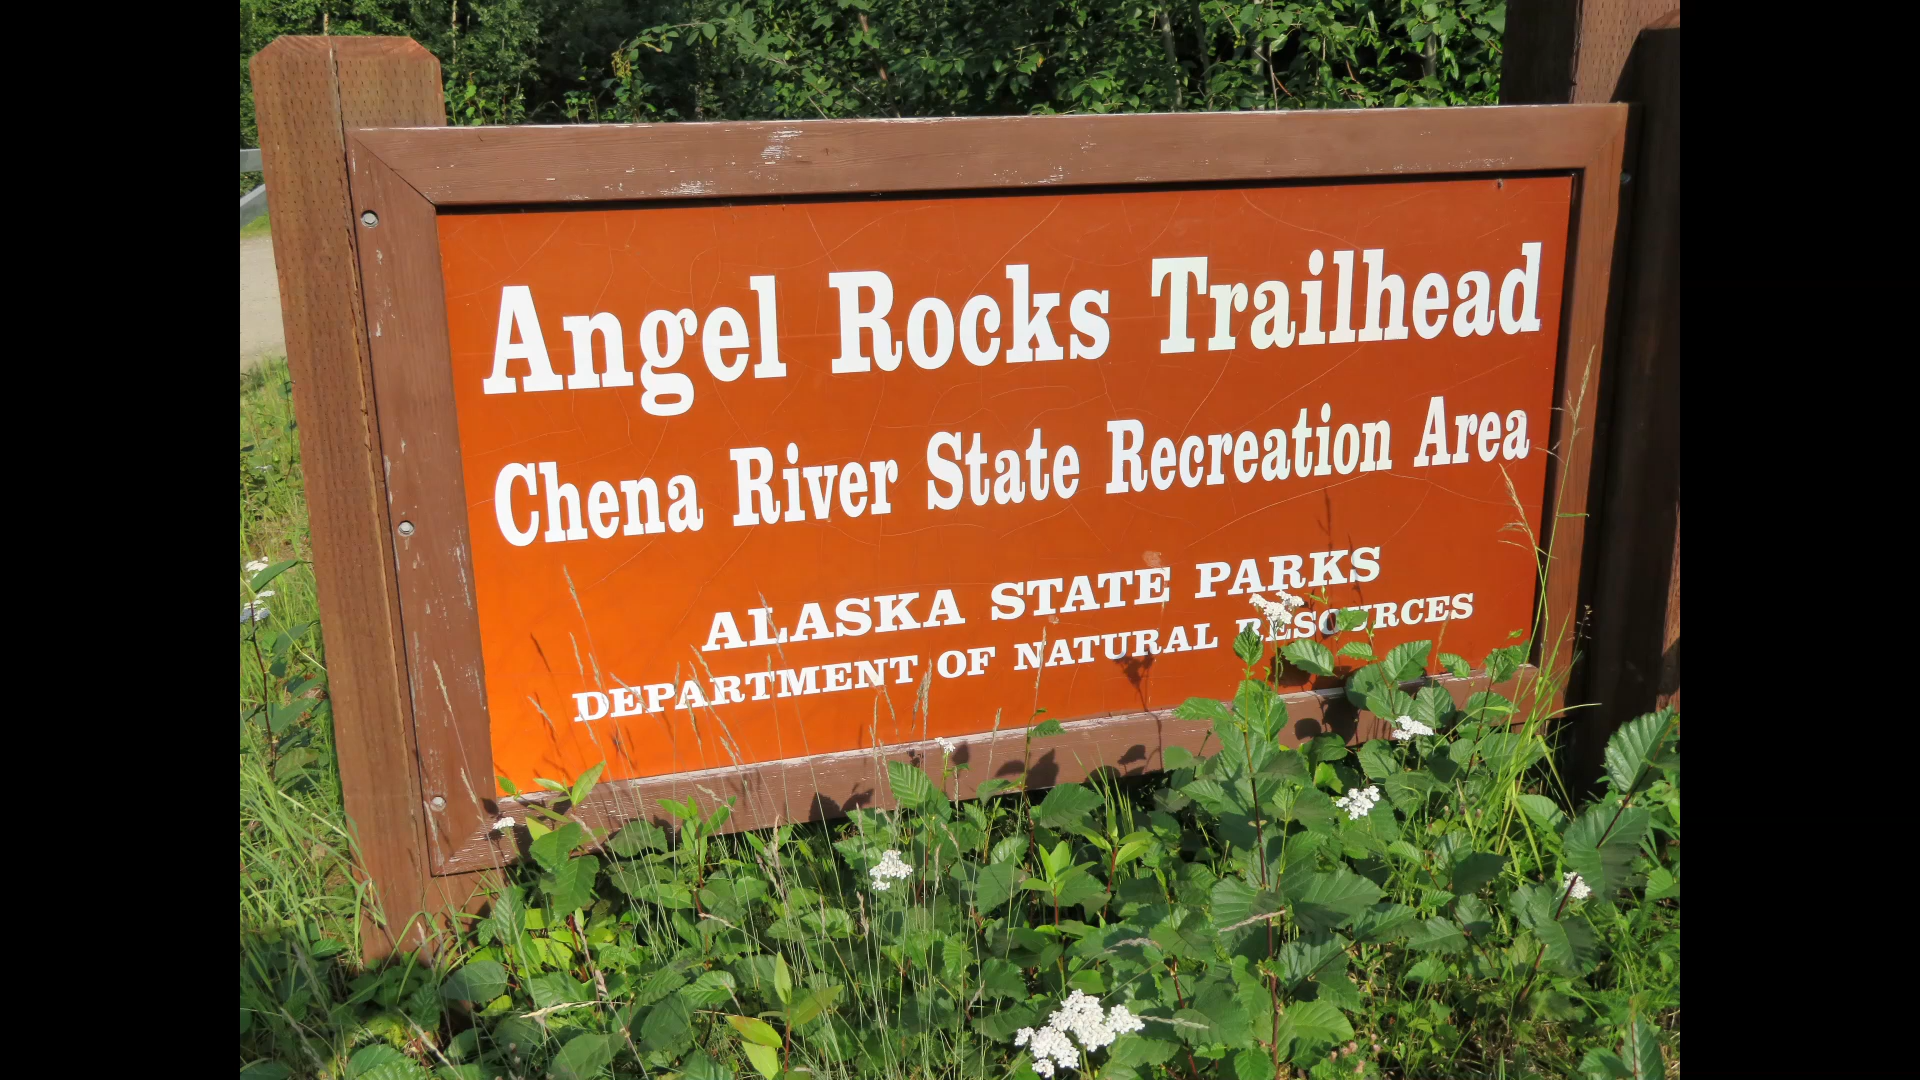 Angel Rocks Trailhead
Chena River State Recreation Area
ALASKA STATE PARKS
DEPARTMENT OF NATURAL RESOURCES